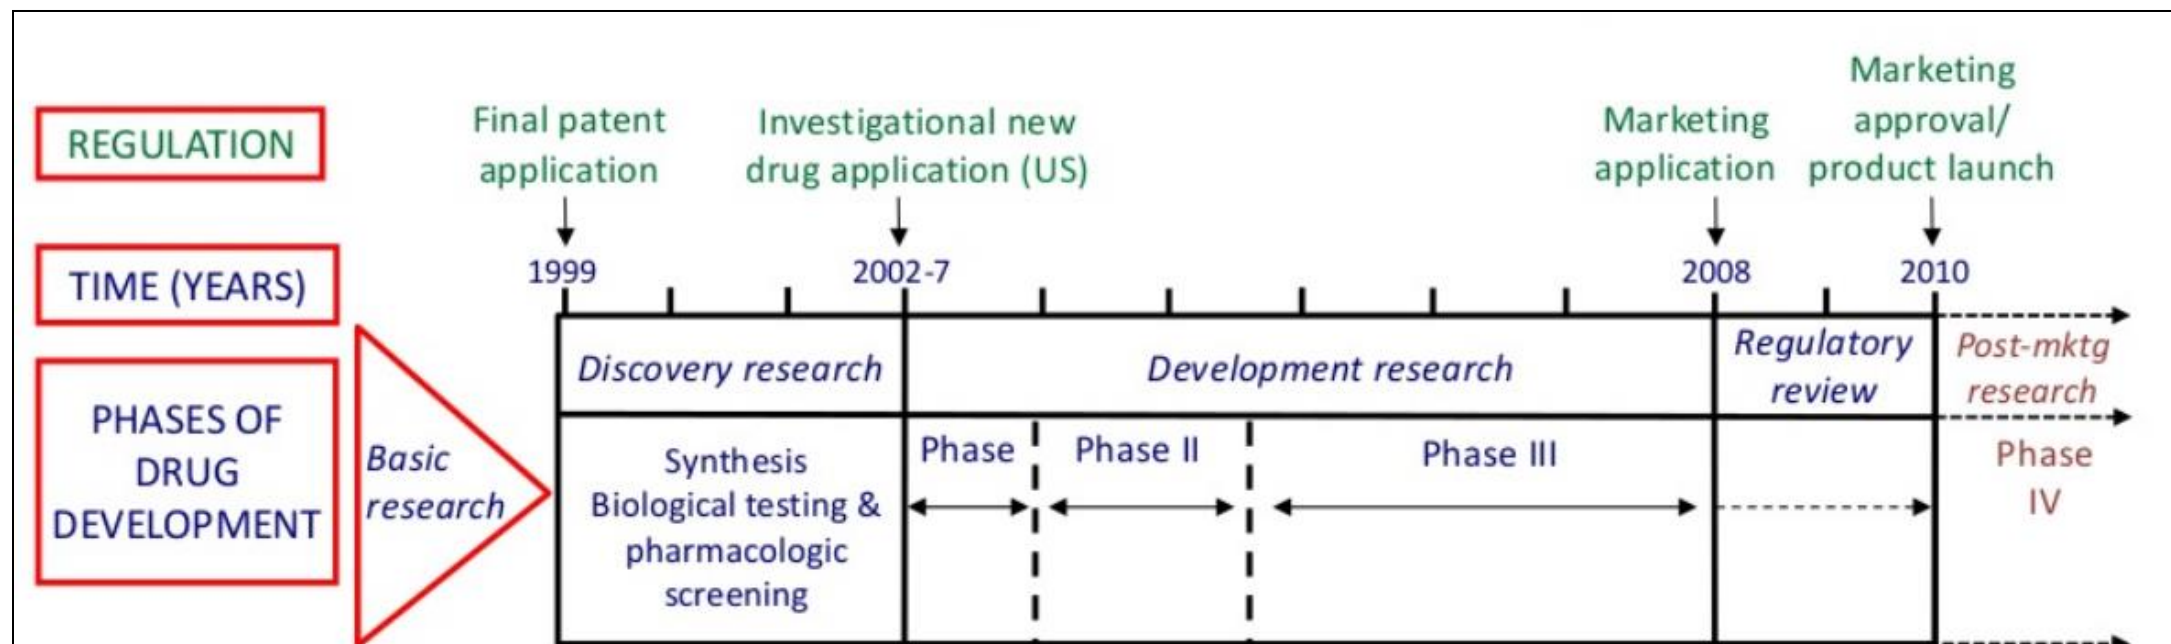 REGULATION
Final patent
application
Investigational new
drug application (US)
Marketing
application
Marketing
approval/
product launch
TIME (YEARS)
1999
2002-7
2008
2010
PHASES OF
DRUG
DEVELOPMENT
Basic
research
Discovery research
Development research
Regulatory
review
Post-mktg
research
Synthesis
Biological testing &
pharmacologic
screening
Phase
Phase II
Phase III
Phase
IV